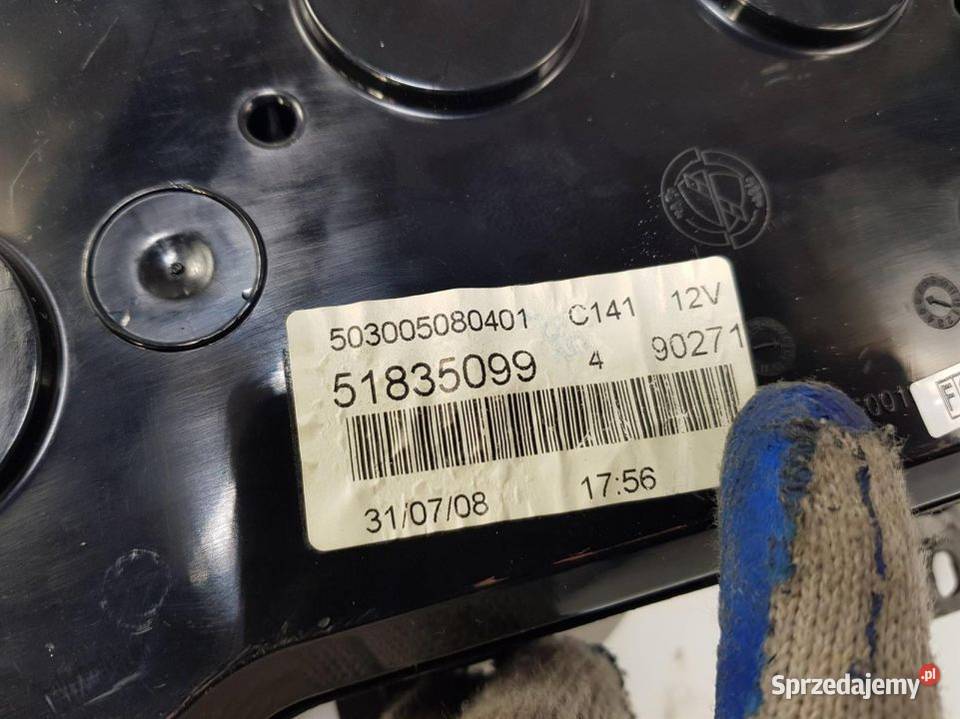 503005080401 C141 12V
51835099 4 90271
31/07/08 17:56
Sprzedajemy.pl